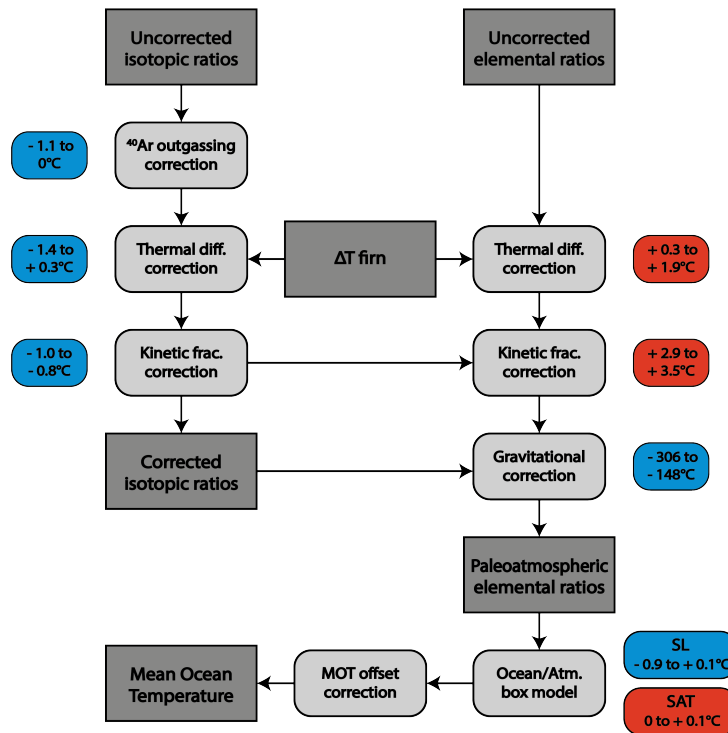 Uncorrected
isotopic ratios
Uncorrected
elemental ratios
- 1.1 to
0°C
⁴⁰Ar outgassing
correction
- 1.4 to
+ 0.3°C
Thermal diff.
correction
ΔT firn
Thermal diff.
correction
+ 0.3 to
+ 1.9°C
- 1.0 to
- 0.8°C
Kinetic frac.
correction
Kinetic frac.
correction
+ 2.9 to
+ 3.5°C
Corrected
isotopic ratios
Gravitational
correction
- 306 to
- 148°C
Paleoatmospheric
elemental ratios
Mean Ocean
Temperature
MOT offset
correction
Ocean/Atm.
box model
SL
- 0.9 to + 0.1°C
SAT
0 to + 0.1°C